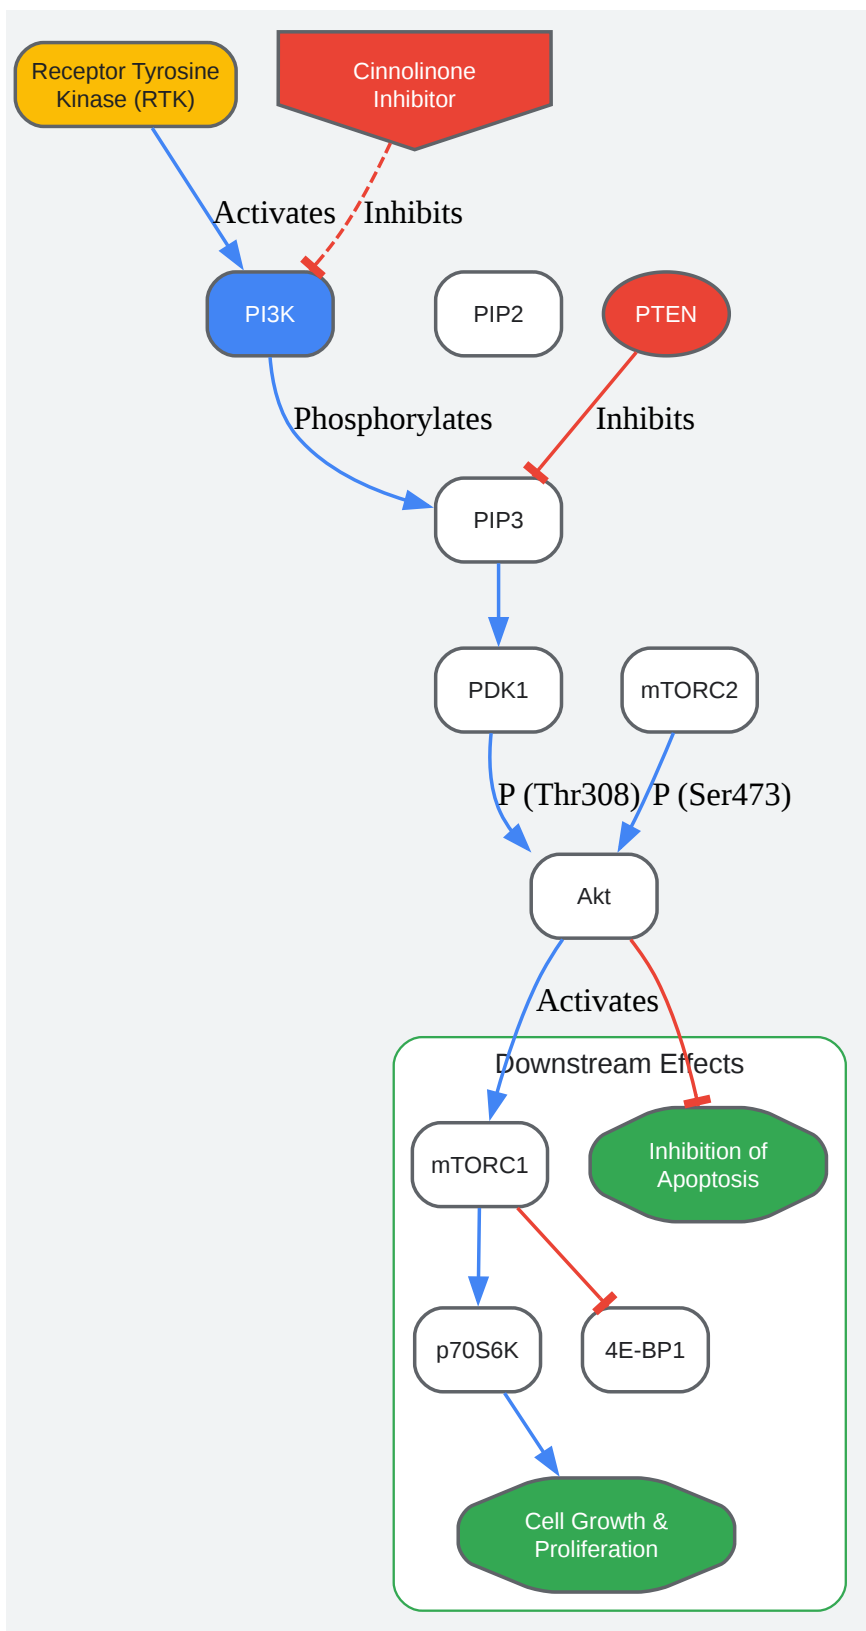 Receptor Tyrosine
Kinase (RTK)
Cinnolinone
Inhibitor
Activates
Inhibits
PI3K
PIP2
PTEN
Phosphorylates
Inhibits
PIP3
PDK1
mTORC2
P (Thr308)
P (Ser473)
Akt
Activates
Downstream Effects
mTORC1
Inhibition of
Apoptosis
p70S6K
4E-BP1
Cell Growth &
Proliferation